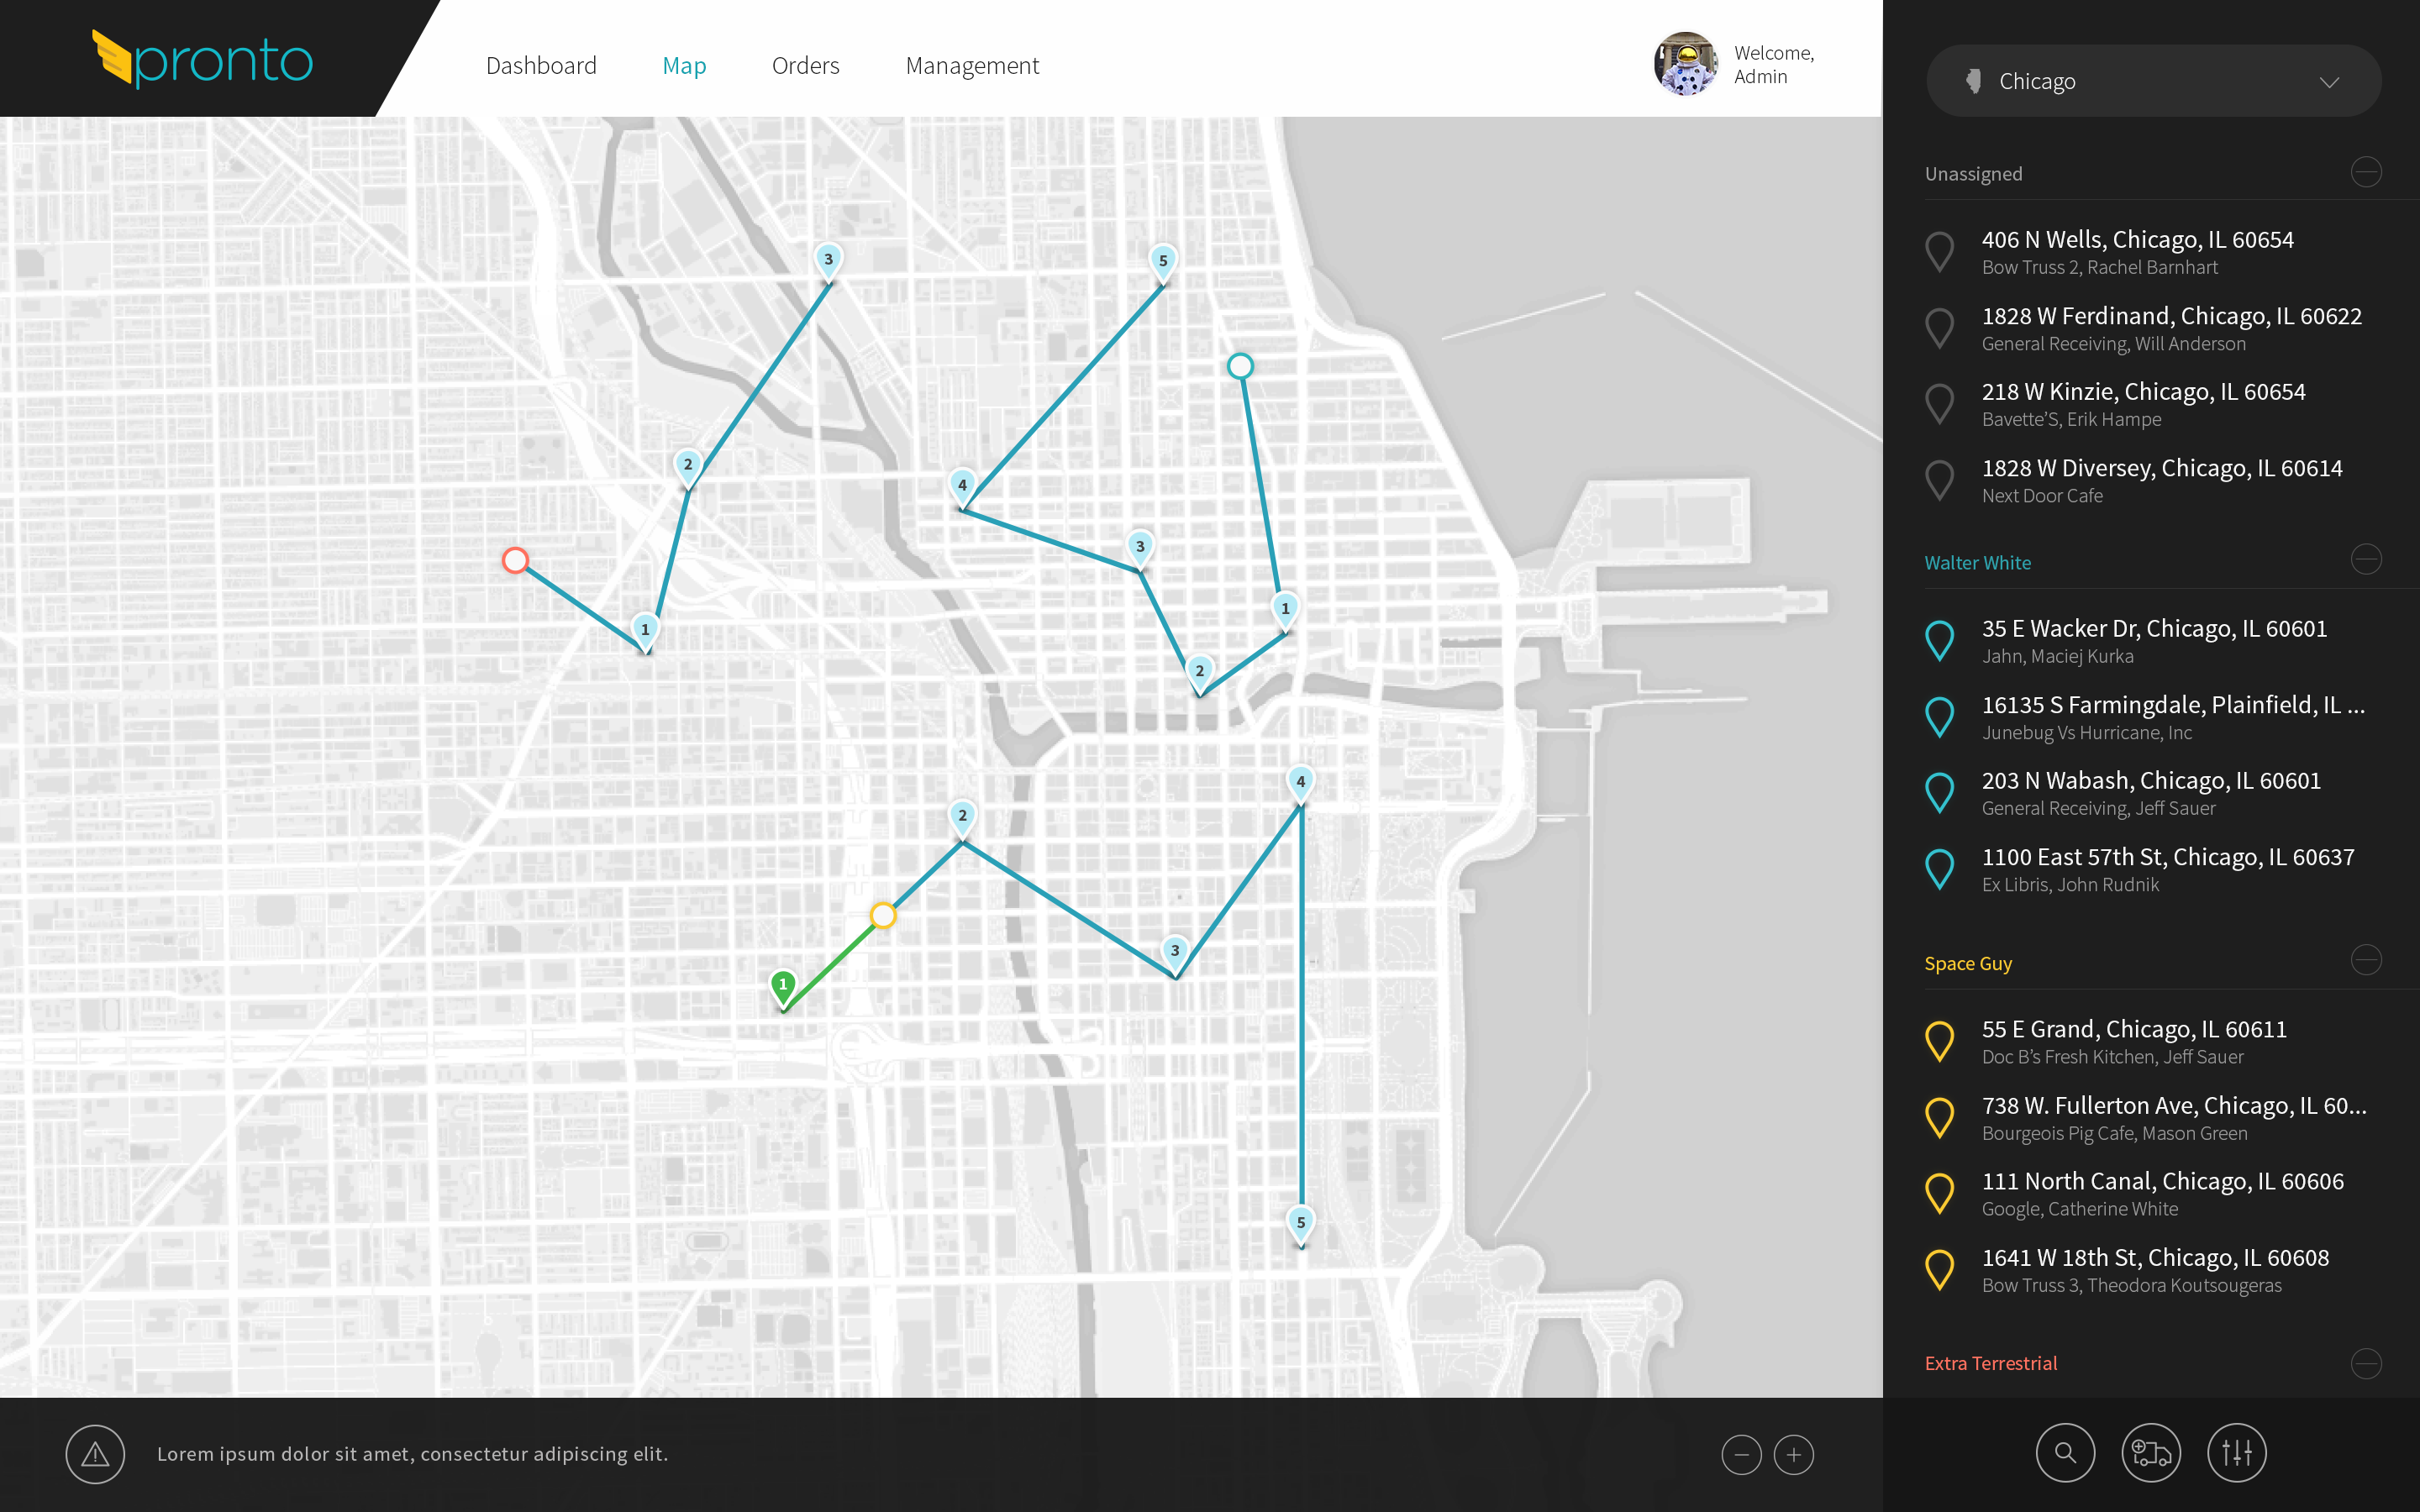 pronto
Dashboard
Map
Orders
Management
Welcome,
Admin
Chicago
3
5
2
4
3
1
1
2
4
2
3
1
5
Unassigned
406 N Wells, Chicago, IL 60654
Bow Truss 2, Rachel Barnhart
1828 W Ferdinand, Chicago, IL 60622
General Receiving, Will Anderson
218 W Kinzie, Chicago, IL 60654
Bavette’S, Erik Hampe
1828 W Diversey, Chicago, IL 60614
Next Door Cafe
Walter White
35 E Wacker Dr, Chicago, IL 60601
Jahn, Maciej Kurka
16135 S Farmingdale, Plainfield, IL ...
Junebug Vs Hurricane, Inc
203 N Wabash, Chicago, IL 60601
General Receiving, Jeff Sauer
1100 East 57th St, Chicago, IL 60637
Ex Libris, John Rudnik
Space Guy
55 E Grand, Chicago, IL 60611
Doc B’s Fresh Kitchen, Jeff Sauer
738 W. Fullerton Ave, Chicago, IL 60...
Bourgeois Pig Cafe, Mason Green
111 North Canal, Chicago, IL 60606
Google, Catherine White
1641 W 18th St, Chicago, IL 60608
Bow Truss 3, Theodora Koutsougeras
Extra Terrestrial
Lorem ipsum dolor sit amet, consectetur adipiscing elit.